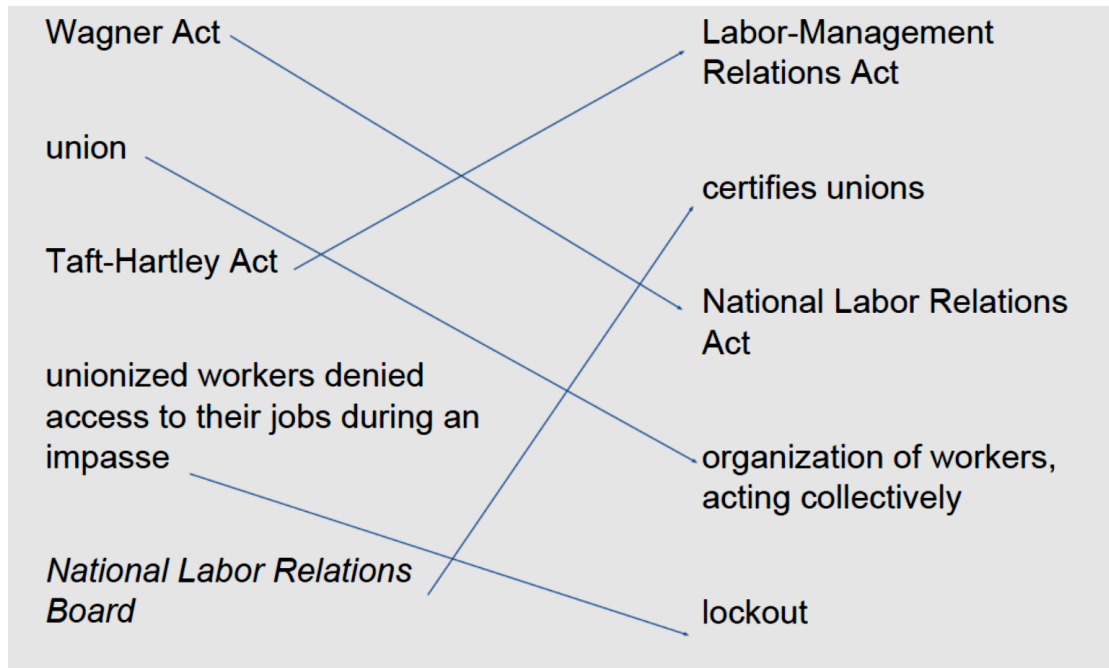 Wagner Act
union
Taft-Hartley Act
unionized workers denied
access to their jobs during an
impasse
National Labor Relations
Board
Labor-Management
Relations Act
certifies unions
National Labor Relations
Act
organization of workers,
acting collectively
lockout